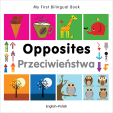 My First Bilingual Book
Opposites
Przeciwieństwa
English–Polish